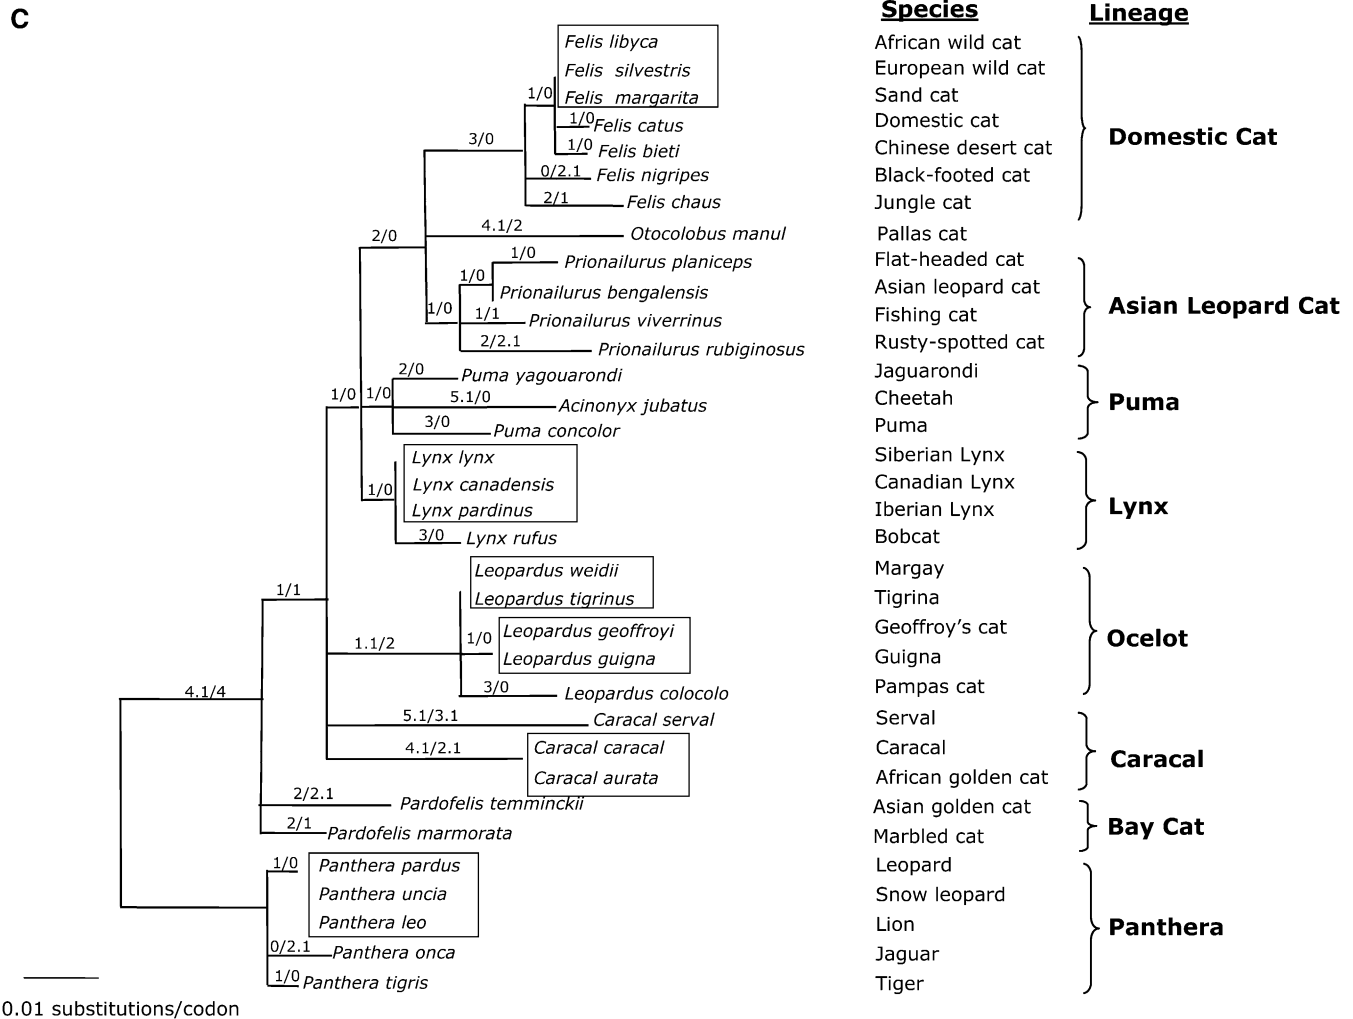 C
Species Lineage
Felis libyca African wild cat
Felis silvestris European wild cat
1/0 Felis margarita Sand cat
1/0 Felis catus Domestic cat
Domestic Cat
3/0 1/0 Felis bieti Chinese desert cat
0/2.1 Felis nigripes Black-footed cat
2/1 Felis chaus Jungle cat
2/0 4.1/2 Otocolobus manul Pallas cat
1/0 Prionailurus planiceps Flat-headed cat
1/0 Prionailurus bengalensis Asian leopard cat
Asian Leopard Cat
1/0 1/1 Prionailurus viverrinus Fishing cat
2/2.1 Prionailurus rubiginosus Rusty-spotted cat
2/0 Puma yagouarondi Jaguarondi
1/0 1/0 5.1/0 Acinonyx jubatus Cheetah
Puma
3/0 Puma concolor Puma
Lynx lynx Siberian Lynx
1/0 Lynx canadensis Canadian Lynx
Lynx pardinus Iberian Lynx
Lynx
3/0 Lynx rufus Bobcat
Leopardus weidii Margay
1/1 Leopardus tigrinus Tigrina
1.1/2 1/0 Leopardus geoffroyi Geoffroy's cat
Ocelot
Leopardus guigna Guigna
4.1/4 3/0 Leopardus colocolo Pampas cat
5.1/3.1 Caracal serval Serval
4.1/2.1 Caracal caracal Caracal
Caracal
Caracal aurata African golden cat
2/2.1 Pardofelis temminckii Asian golden cat
Bay Cat
2/1 Pardofelis marmorata Marbled cat
1/0 Panthera pardus Leopard
Panthera uncia Snow leopard
Panthera leo Lion
Panthera
0/2.1 Panthera onca Jaguar
1/0 Panthera tigris Tiger
0.01 substitutions/codon